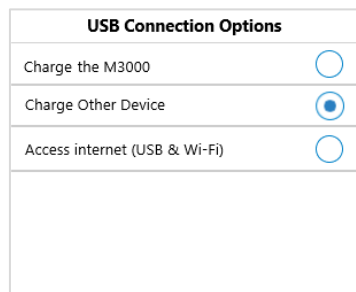 USB Connection Options
Charge the M3000
Charge Other Device
Access internet (USB & Wi-Fi)